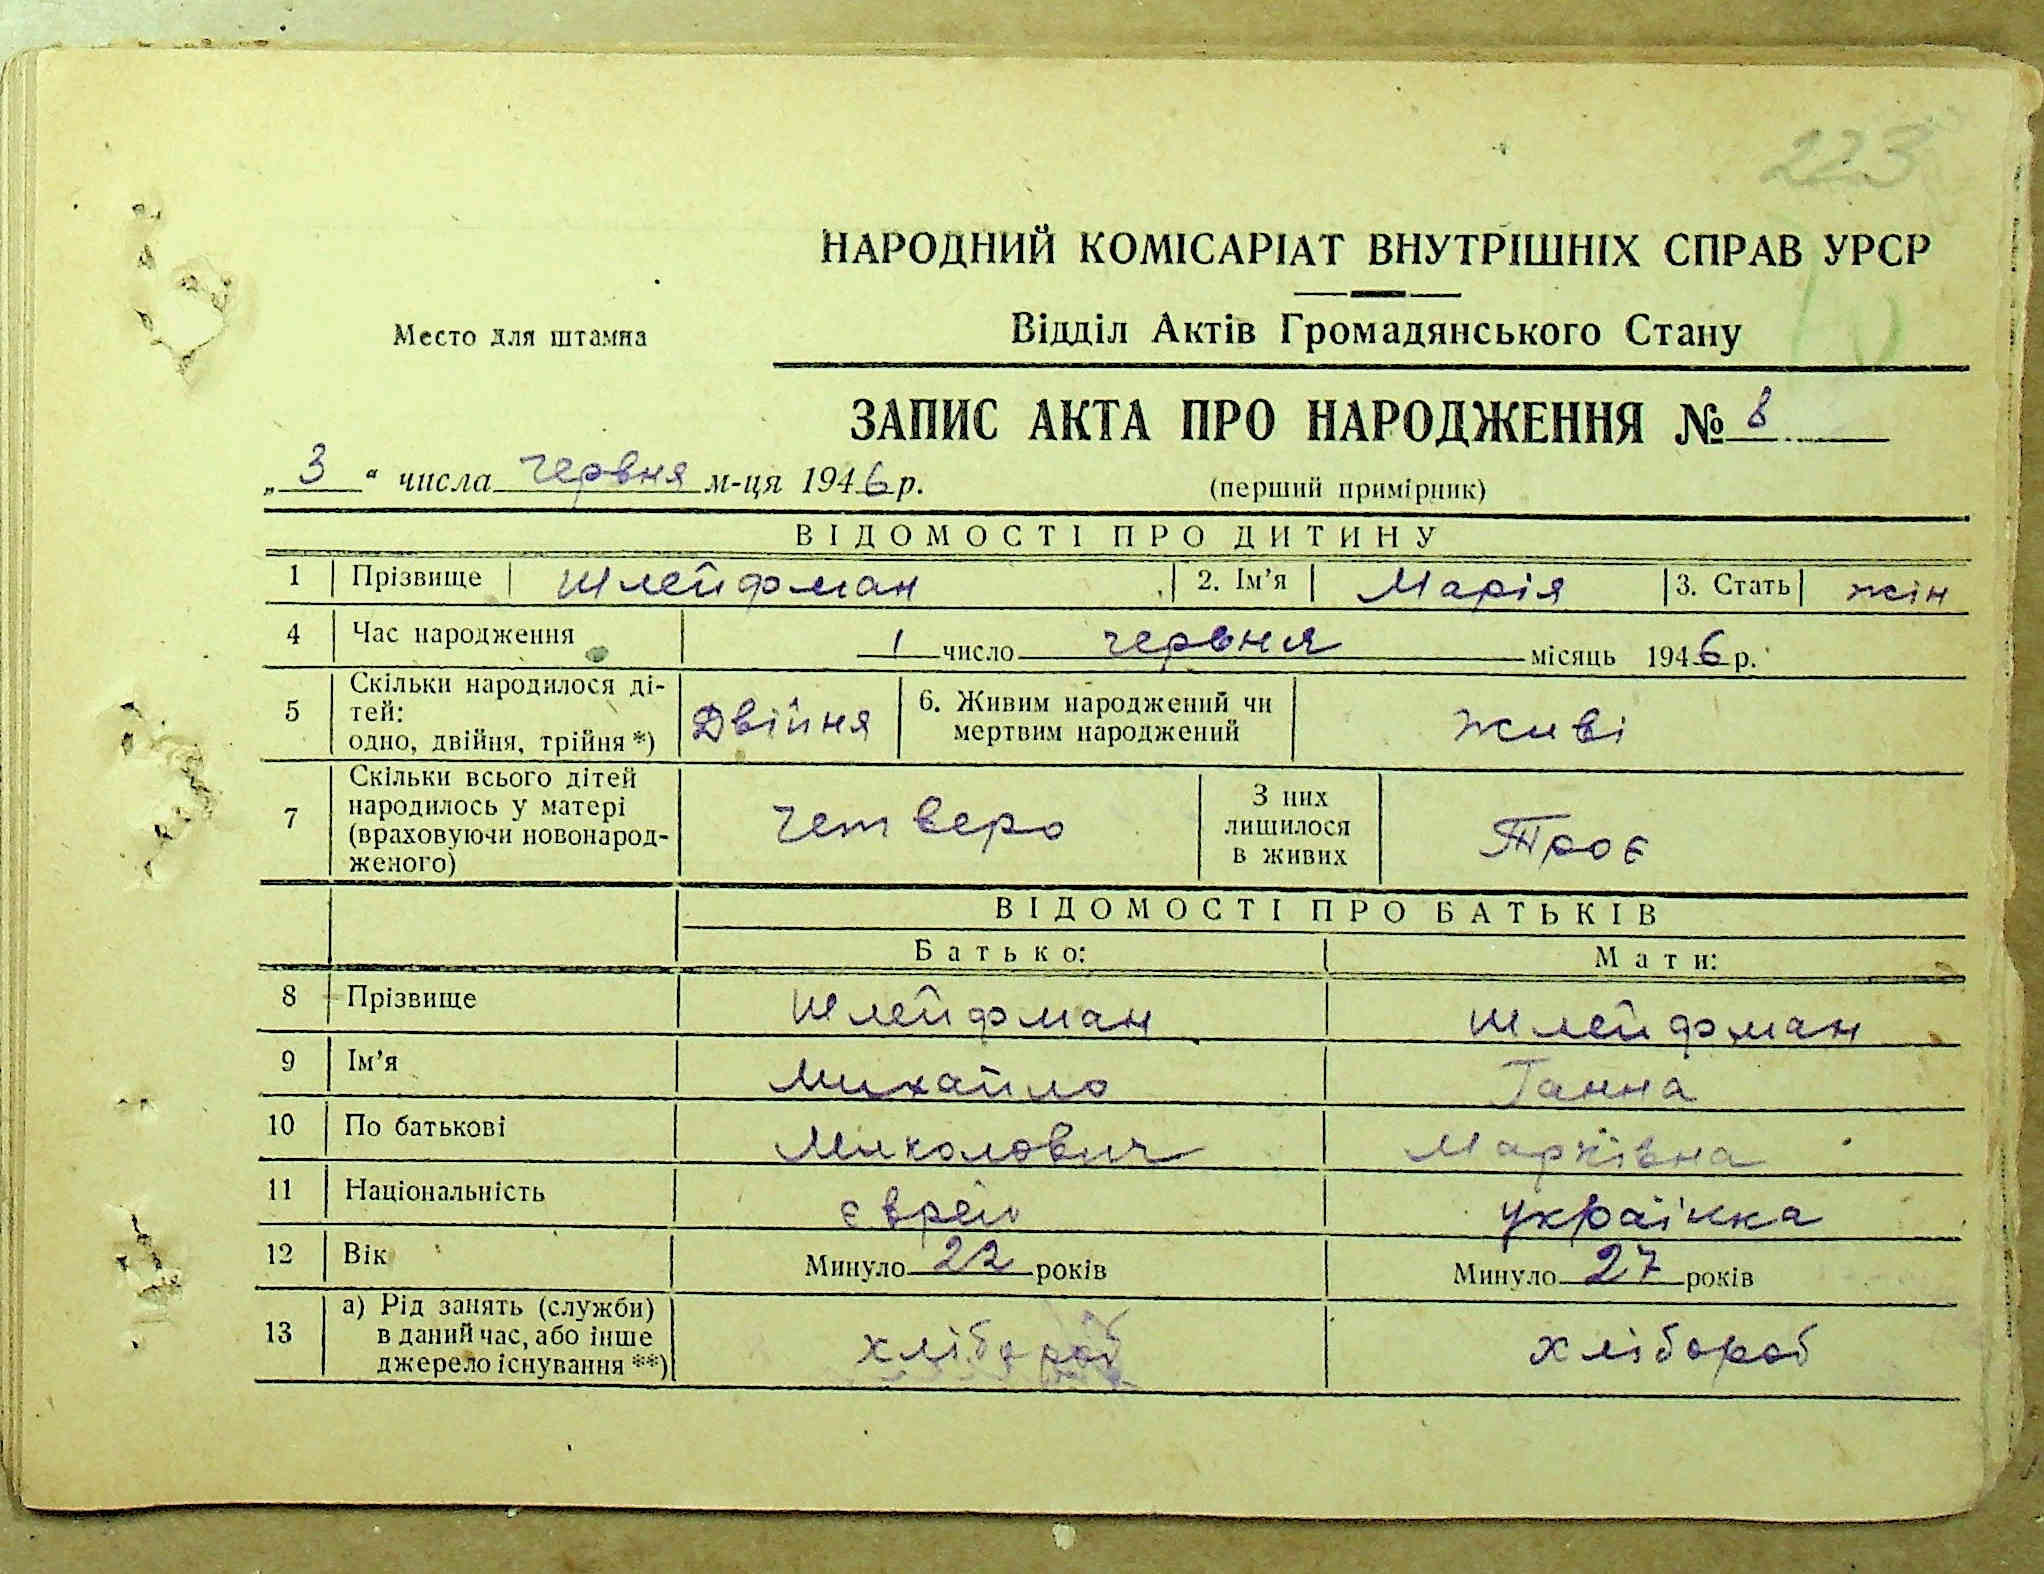 223
НАРОДНИЙ КОМІСАРІАТ ВНУТРІШНІХ СПРАВ УРСР
Место для штампа
Відділ Актів Громадянського Стану
ЗАПИС АКТА ПРО НАРОДЖЕННЯ № 8
„3“ числа червня м-ця 1946 р. (перший примірник)
ВІДОМОСТІ ПРО ДИТИНУ
1 Прізвище Шлейфман 2. Ім’я Марія 3. Стать жін
4 Час народження 1 число червня місяць 1946 р.
5 Скільки народилося ді-
тей:
одно, двійня, трійня *) Двійня 6. Живим народжений чи
мертвим народжений живі
7 Скільки всього дітей
народилось у матері
(враховуючи новонарод-
женого) четверо З них
лишилося
в живих Троє
ВІДОМОСТІ ПРО БАТЬКІВ
Батько: Мати:
8 Прізвище Шлейфман Шлейфман
9 Ім’я Михайло Ганна
10 По батькові Миколович Марківна
11 Національність єврей українка
12 Вік Минуло 22 років Минуло 27 років
13 а) Рід занять (служби)
в даний час, або інше
джерело існування **) хлібороб хлібороб